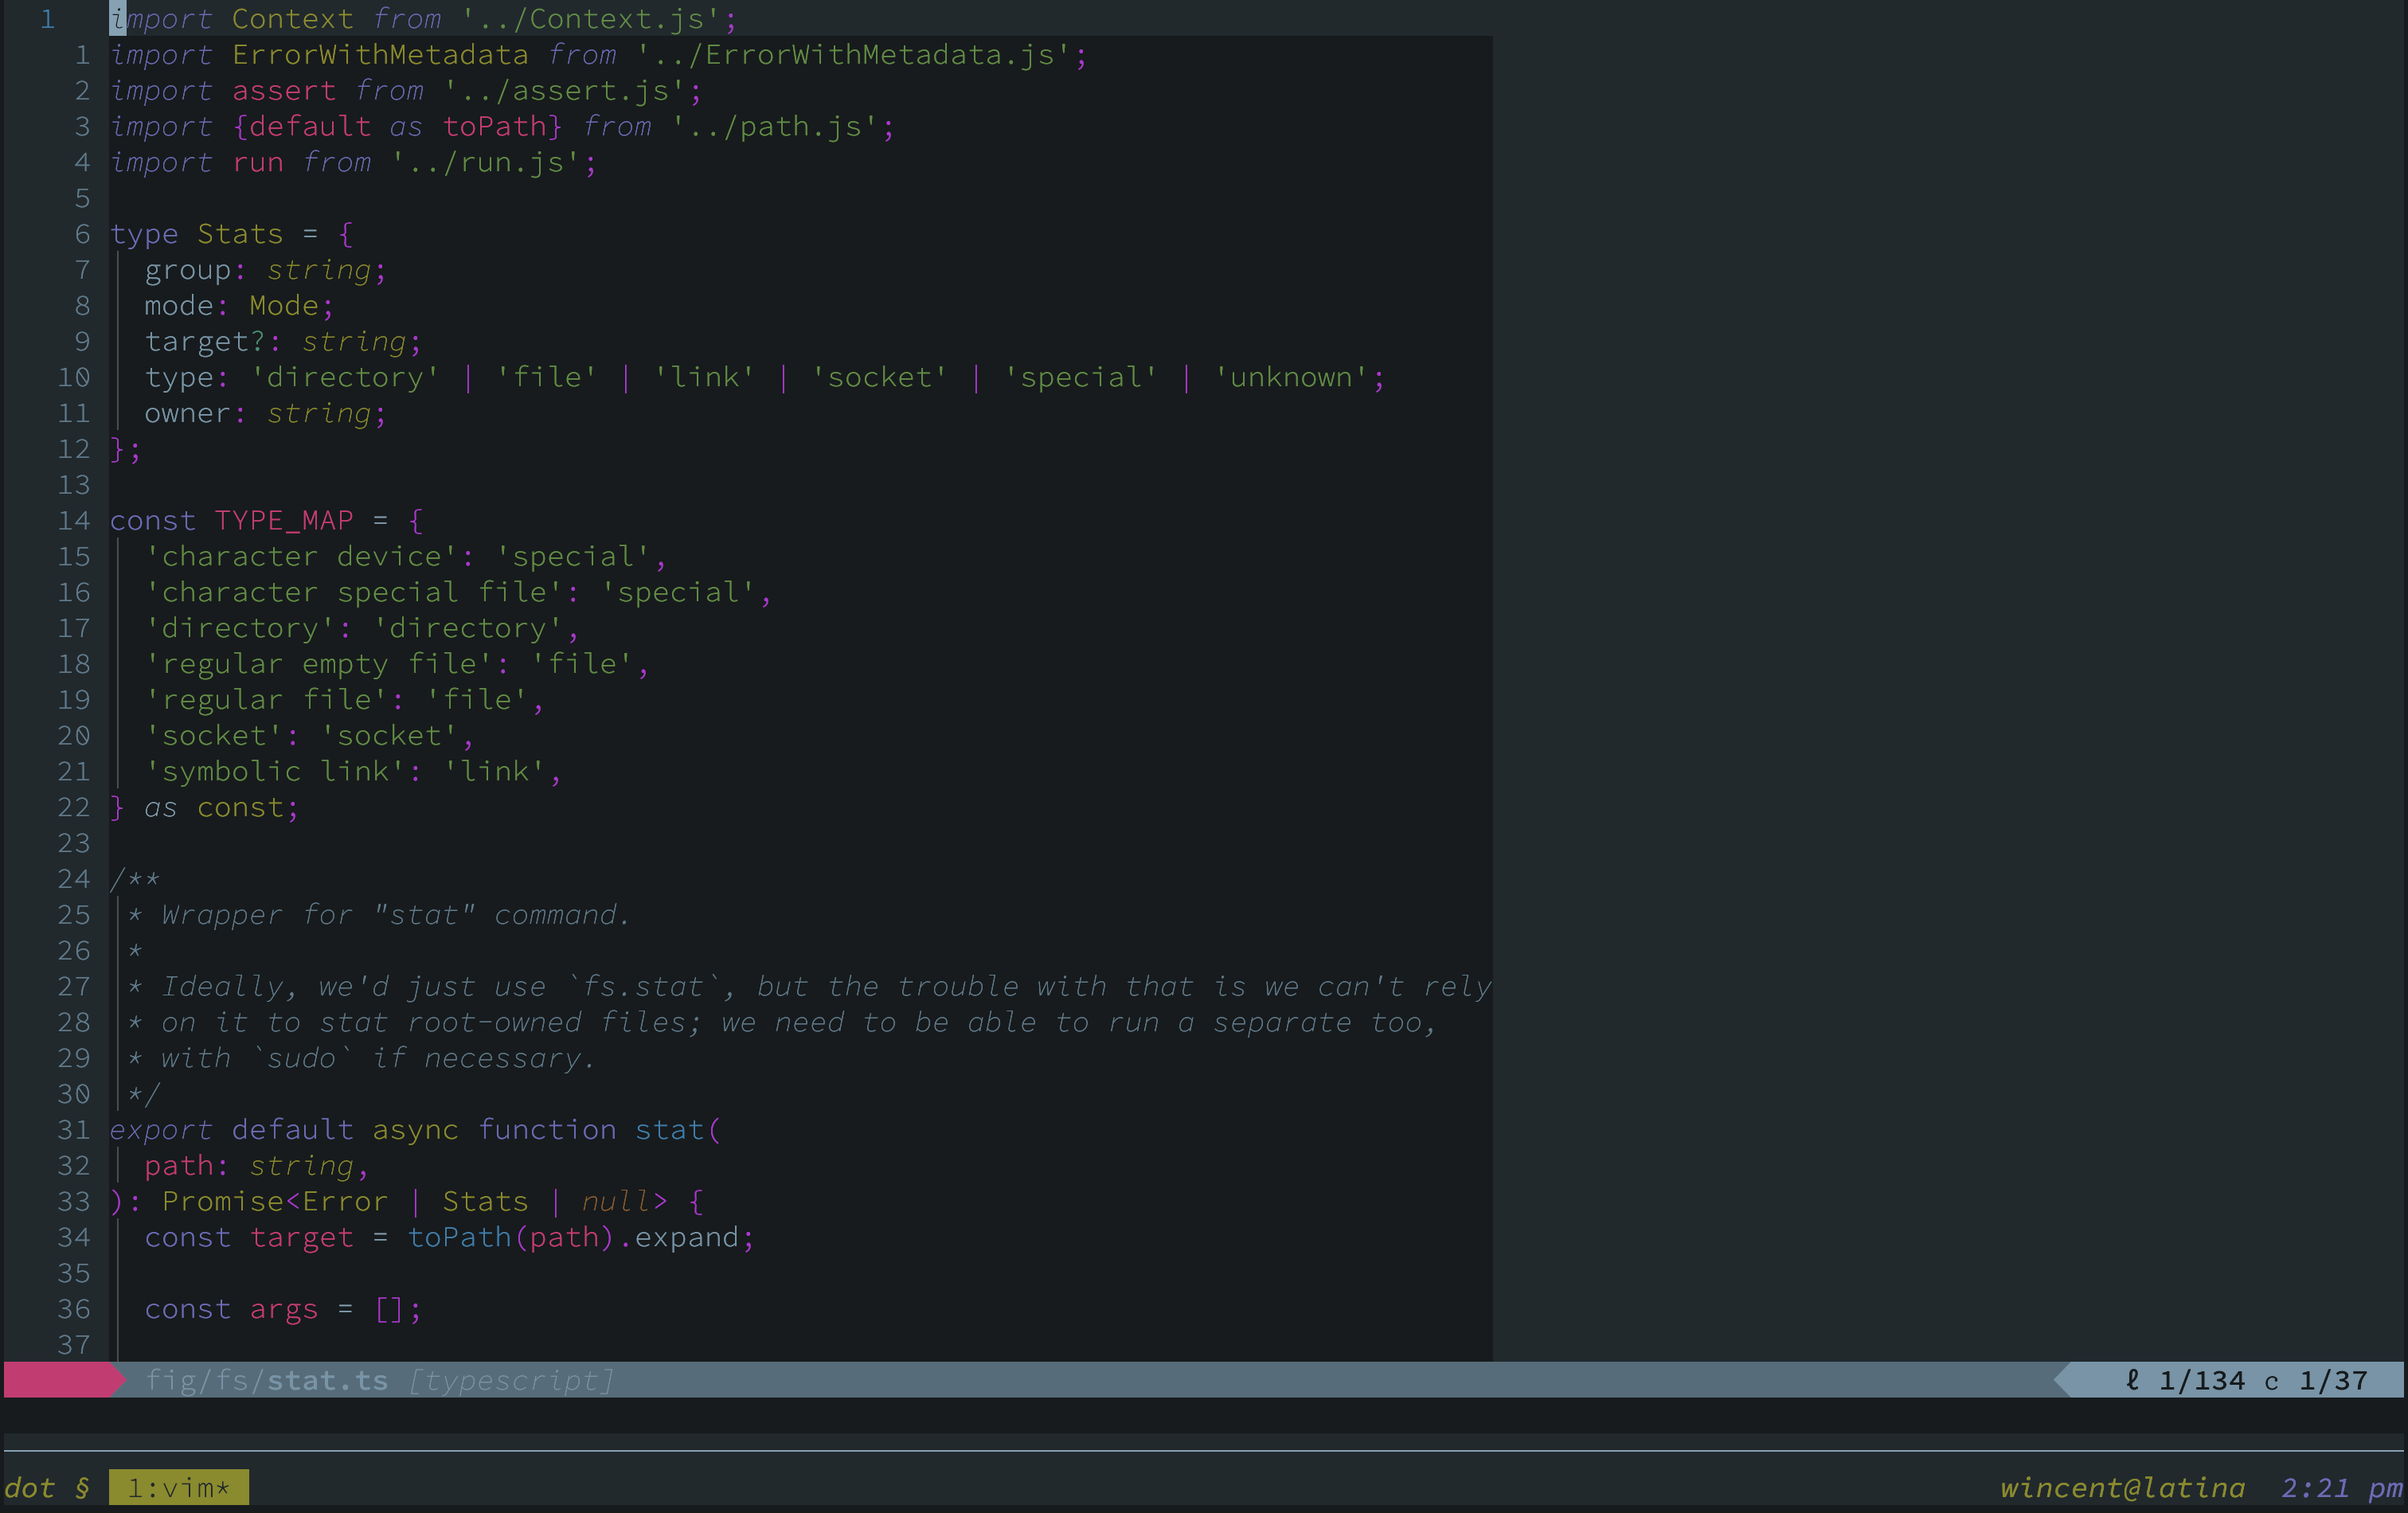 1 import Context from '../Context.js';
1 import ErrorWithMetadata from '../ErrorWithMetadata.js';
2 import assert from '../assert.js';
3 import {default as toPath} from '../path.js';
4 import run from '../run.js';
5
6 type Stats = {
7   group: string;
8   mode: Mode;
9   target?: string;
10   type: 'directory' | 'file' | 'link' | 'socket' | 'special' | 'unknown';
11   owner: string;
12 };
13
14 const TYPE_MAP = {
15   'character device': 'special',
16   'character special file': 'special',
17   'directory': 'directory',
18   'regular empty file': 'file',
19   'regular file': 'file',
20   'socket': 'socket',
21   'symbolic link': 'link',
22 } as const;
23
24 /**
25  * Wrapper for "stat" command.
26  *
27  * Ideally, we'd just use `fs.stat`, but the trouble with that is we can't rely
28  * on it to stat root-owned files; we need to be able to run a separate too,
29  * with `sudo` if necessary.
30  */
31 export default async function stat(
32   path: string,
33 ): Promise<Error | Stats | null> {
34   const target = toPath(path).expand;
35
36   const args = [];
37
fig/fs/stat.ts [typescript] ℓ 1/134 c 1/37
dot § 1:vim* wincent@latina 2:21 pm